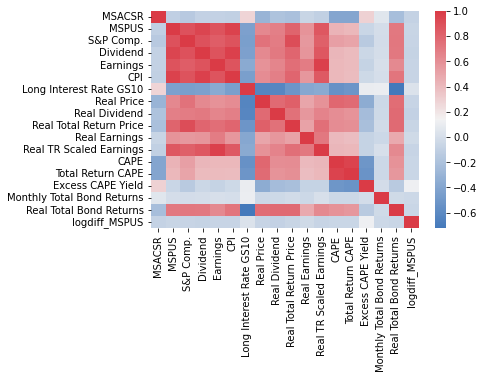 MSACSR
MSPUS
S&P Comp.
Dividend
Earnings
CPI
Long Interest Rate GS10
Real Price
Real Dividend
Real Total Return Price
Real Earnings
Real TR Scaled Earnings
CAPE
Total Return CAPE
Excess CAPE Yield
Monthly Total Bond Returns
Real Total Bond Returns
logdiff_MSPUS
MSACSR
MSPUS
S&P Comp.
Dividend
Earnings
CPI
Long Interest Rate GS10
Real Price
Real Dividend
Real Total Return Price
Real Earnings
Real TR Scaled Earnings
CAPE
Total Return CAPE
Excess CAPE Yield
Monthly Total Bond Returns
Real Total Bond Returns
logdiff_MSPUS
1.0
0.8
0.6
0.4
0.2
0.0
−0.2
−0.4
−0.6